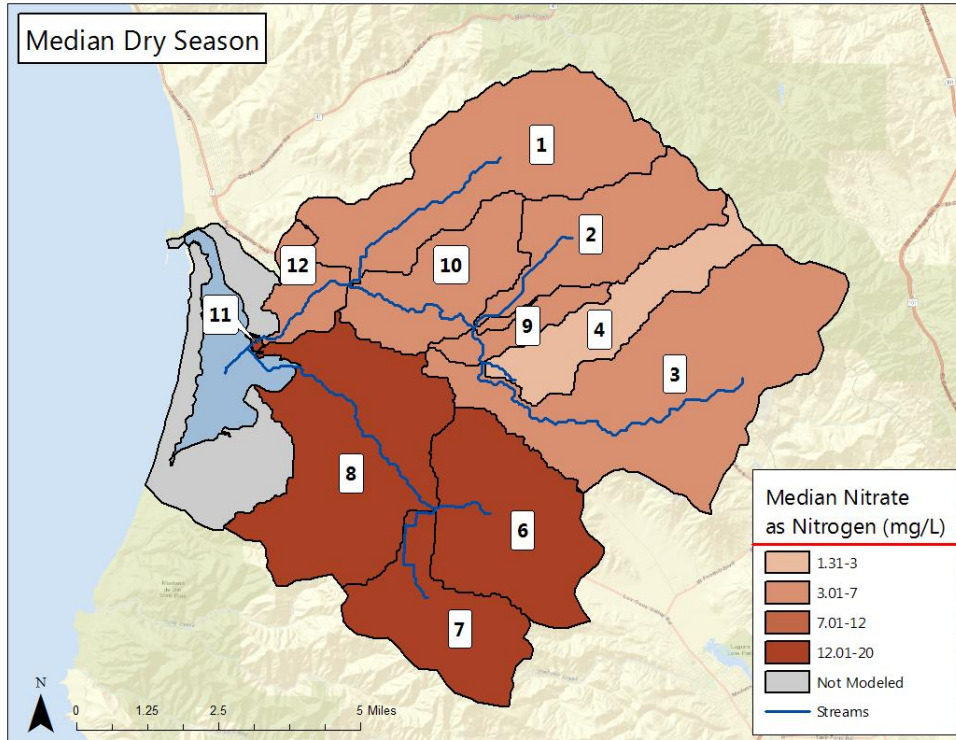 Median Dry Season
1
2
12
10
11
9
4
3
8
6
7
Median Nitrate
as Nitrogen (mg/L)
1.31-3
3.01-7
7.01-12
12.01-20
Not Modeled
Streams
N
0 1.25 2.5 5 Miles